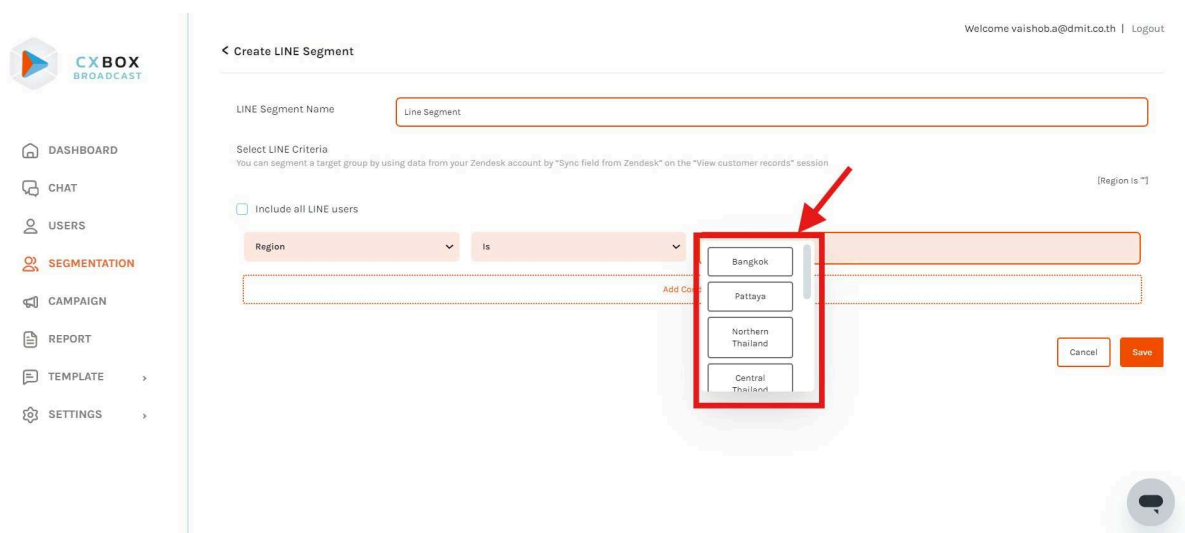 Welcome vaishob.a@dmit.co.th | Logout
CXBOX
BROADCAST
< Create LINE Segment
LINE Segment Name
Line Segment
Select LINE Criteria
You can segment a target group by using data from your Zendesk account by "Sync field from Zendesk" on the "View customer records" session
[Region Is ""]
Include all LINE users
Region
Is
Add
Bangkok
Pattaya
Northern
Thailand
Central
Thailand
Cancel
Save
DASHBOARD
CHAT
USERS
SEGMENTATION
CAMPAIGN
REPORT
TEMPLATE >
SETTINGS >